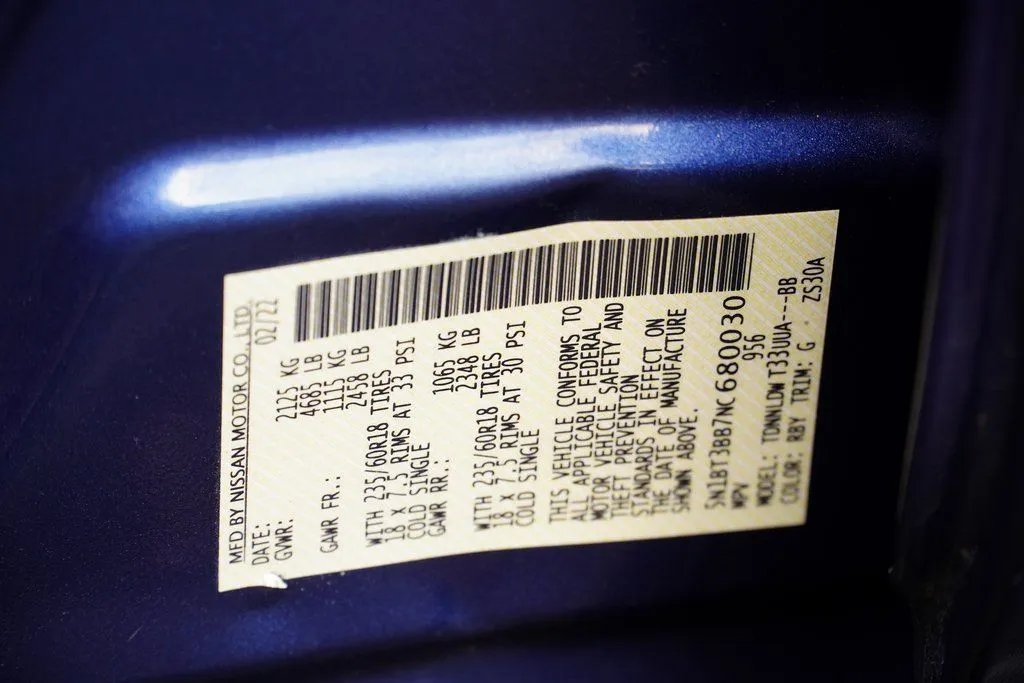 MFD BY NISSAN MOTOR CO., LTD.
DATE: 02/22
GVWR: 2125 KG
4685 LB
GAWR FR.: 1115 KG
2458 LB
WITH 235/60R18 TIRES
18 X 7.5 RIMS AT 33 PSI
COLD SINGLE
GAWR RR.: 1065 KG
2348 LB
WITH 235/60R18 TIRES
18 X 7.5 RIMS AT 30 PSI
COLD SINGLE
THIS VEHICLE CONFORMS TO
ALL APPLICABLE FEDERAL
MOTOR VEHICLE SAFETY AND
THEFT PREVENTION
STANDARDS IN EFFECT ON
THE DATE OF MANUFACTURE
SHOWN ABOVE.
5N1BT3BB7NC680030
MPV 956
MODEL: TDNNLDW T33UUA---BB
COLOR: RBY TRIM: G ZS30A